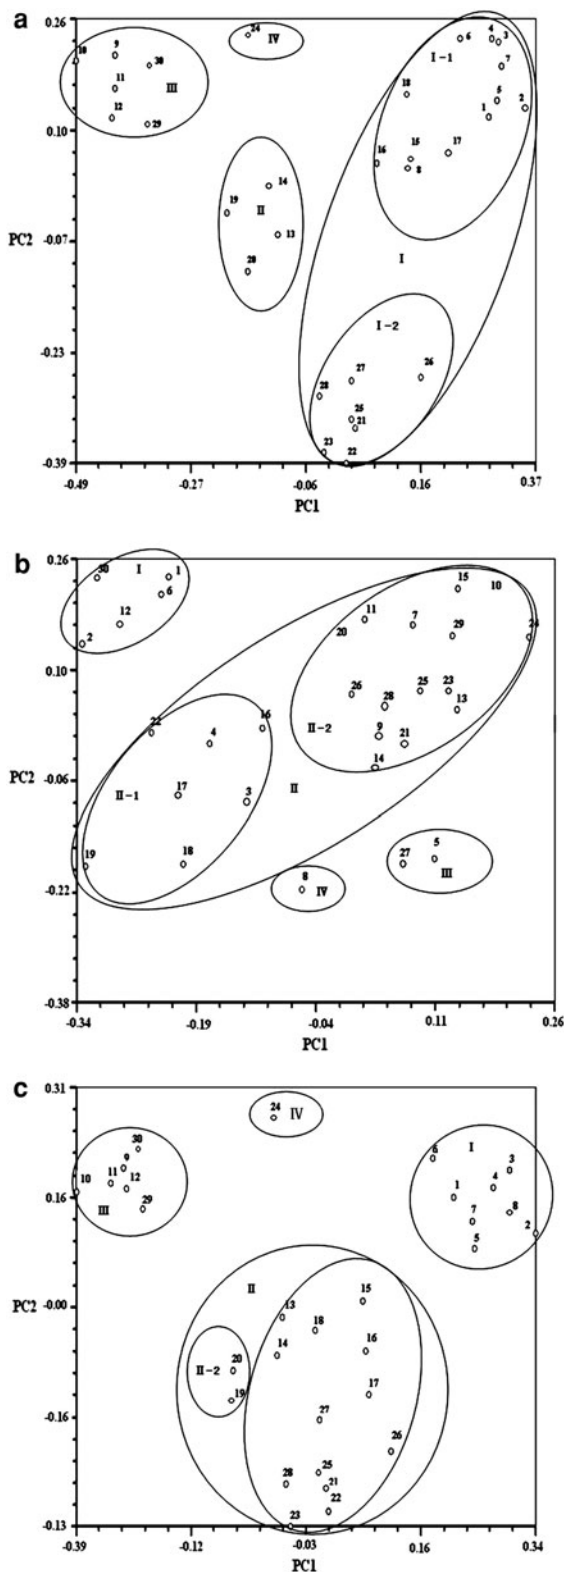 a
0.26
24
IV
6 4 3
9
10 30
I-1
7
11
III
18
5
2
1
12
29
0.10
15 17
16
8
14
19
II
13
PC2
-0.07
I
28
I-2
-0.23
27
26
28
25
21
23
22
-0.39
-0.49 -0.27 -0.06 0.16 0.37
PC1
b
0.26
30 I 1
15 10
6
12
11 7 29 24
20
2
0.10
26 25 23
28
13
22
4
16
II-2
9
21
14
PC2
-0.06
II-1
17
3
II
19
18
27
5
8
III
IV
-0.22
-0.38
-0.34 -0.19 -0.04 0.11 0.26
PC1
c
0.31
24 IV
30
9
6
I
3
10
11
12
1
4
0.16
III
29
7
8
2
5
II
15
PC2
-0.00
13
18
14
16
II-2
20
19
17
27
-0.16
26
25
28
21
22
23
-0.13
-0.39 -0.12 -0.03 0.16 0.34
PC1